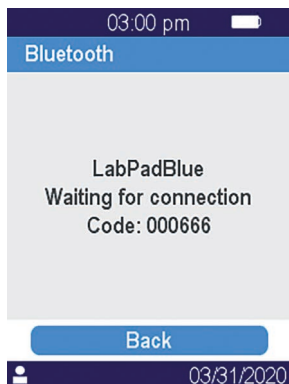 03:00 pm
Bluetooth
LabPadBlue
Waiting for connection
Code: 000666
Back
03/31/2020